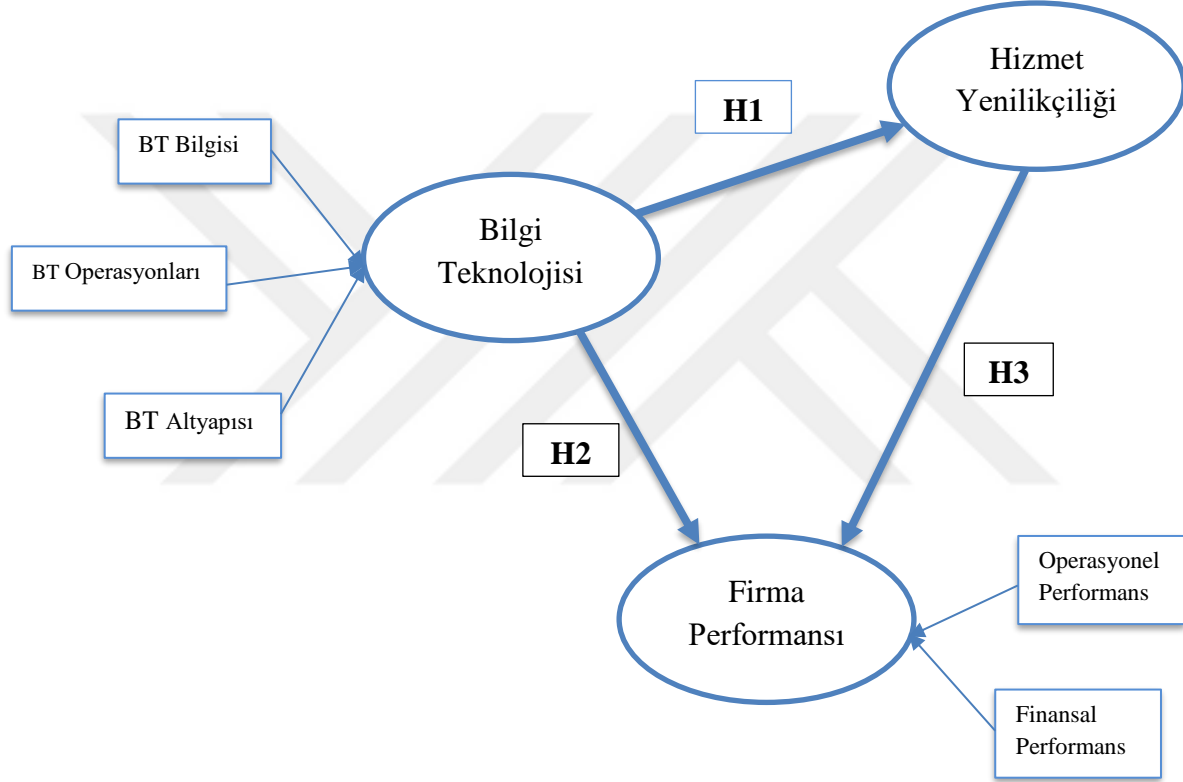 Hizmet
Yenilikçiliği
H1
BT Bilgisi
Bilgi
Teknolojisi
BT Operasyonları
H3
BT Altyapısı
H2
Operasyonel
Performans
Firma
Performansı
Finansal
Performans